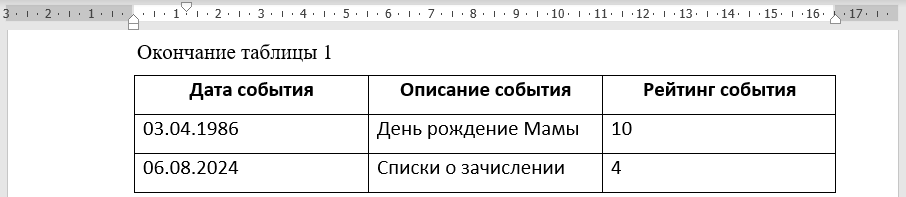 3 2 1 1 2 3 4 5 6 7 8 9 10 11 12 13 14 15 16 17
Окончание таблицы 1
Дата события Описание события Рейтинг события
03.04.1986 День рождение Мамы 10
06.08.2024 Списки о зачислении 4